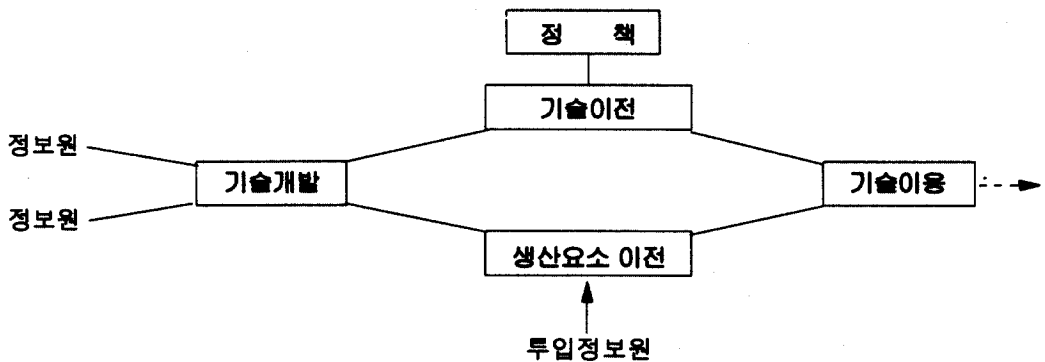 정 책
기술이전
정보원
기술개발
기술이용
정보원
생산요소 이전
투입정보원